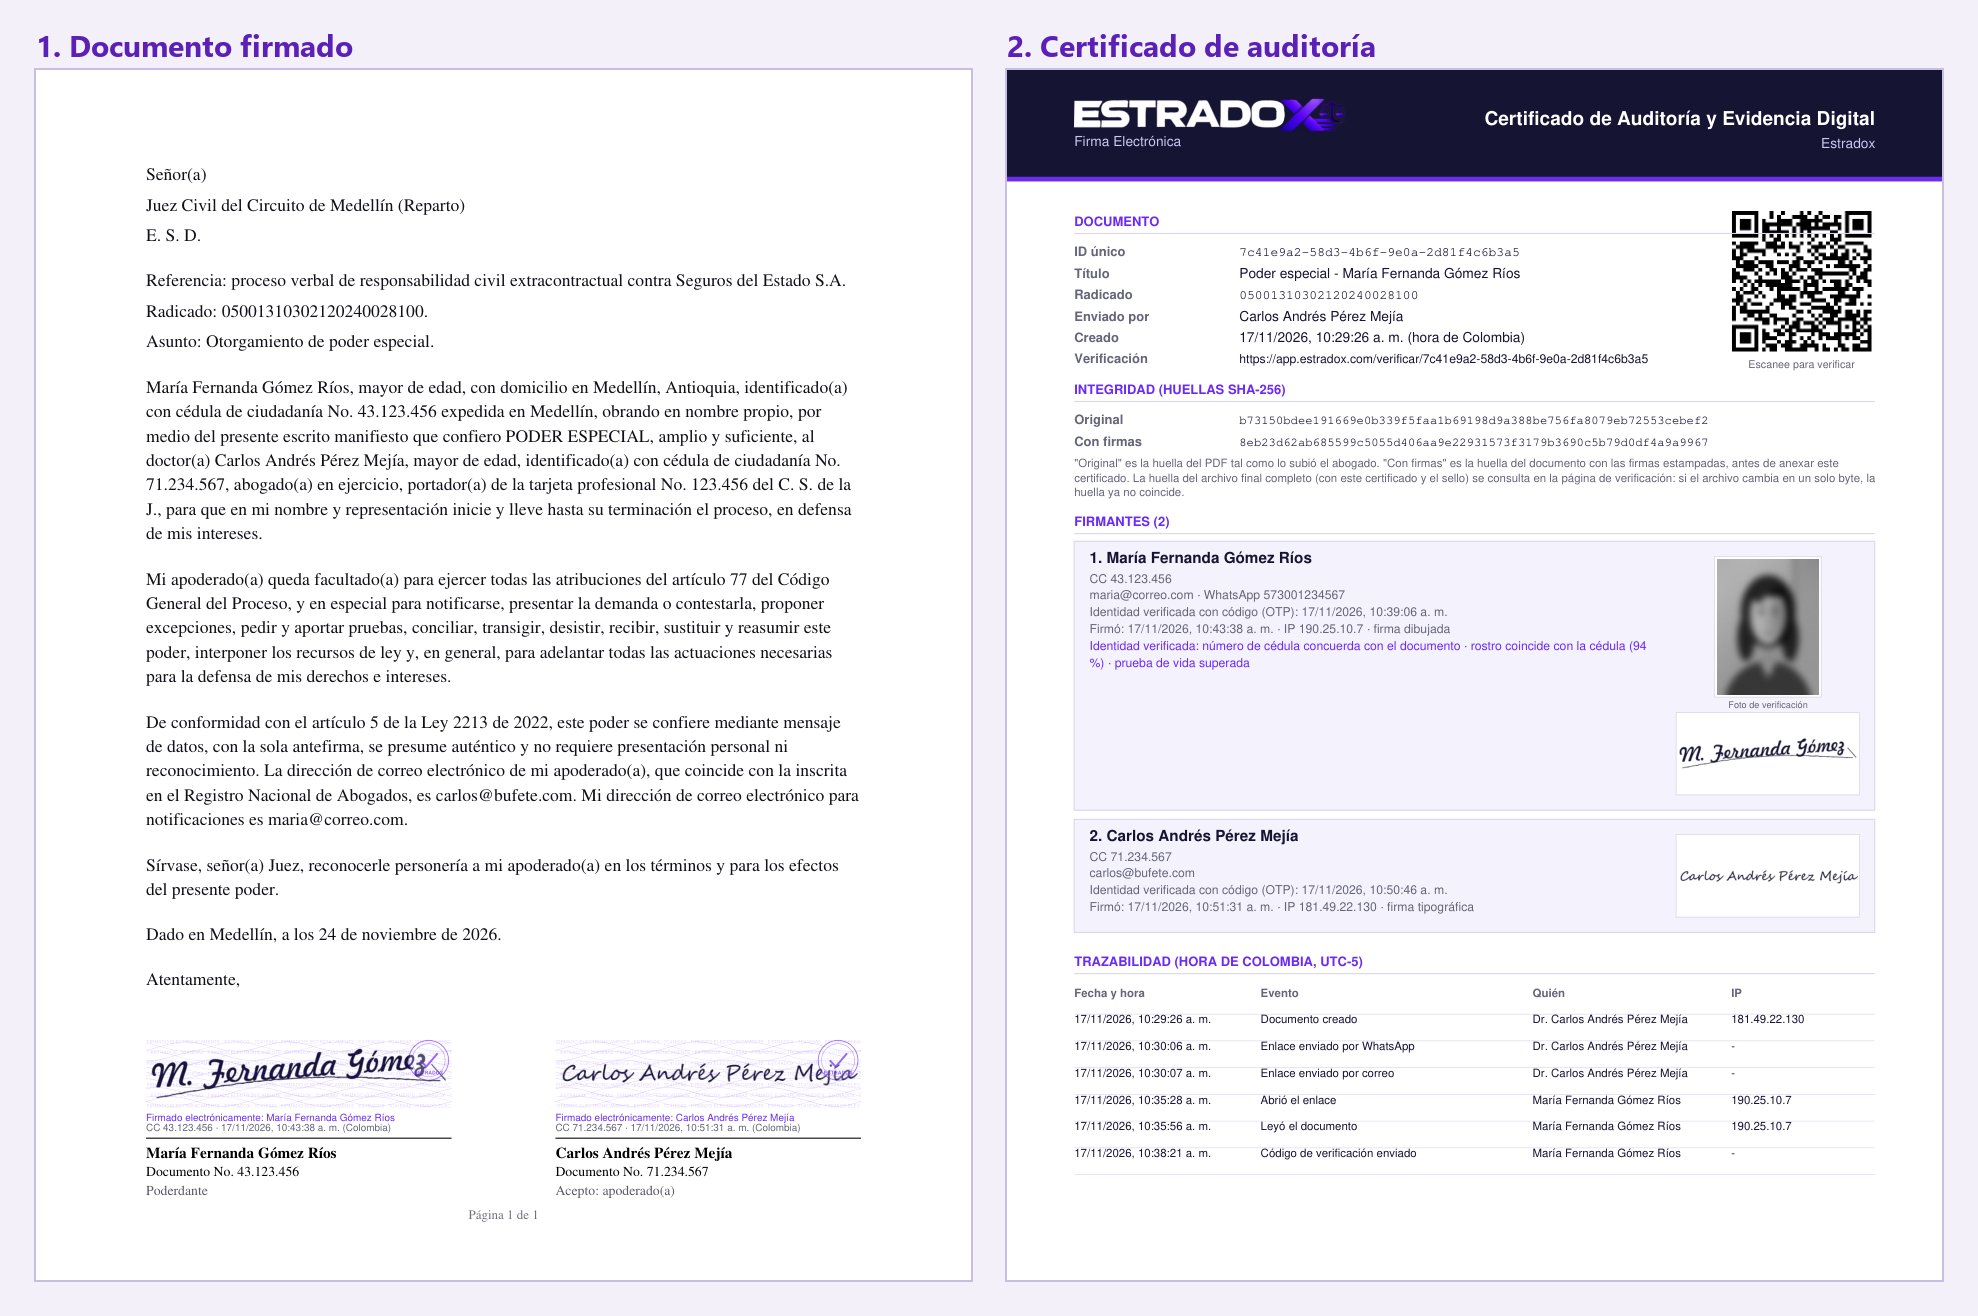 1. Documento firmado
Señor(a)
Juez Civil del Circuito de Medellín (Reparto)
E. S. D.
Referencia: proceso verbal de responsabilidad civil extracontractual contra Seguros del Estado S.A.
Radicado: 05001310302120240028100.
Asunto: Otorgamiento de poder especial.
María Fernanda Gómez Ríos, mayor de edad, con domicilio en Medellín, Antioquia, identificado(a)
con cédula de ciudadanía No. 43.123.456 expedida en Medellín, obrando en nombre propio, por
medio del presente escrito manifiesto que confiero PODER ESPECIAL, amplio y suficiente, al
doctor(a) Carlos Andrés Pérez Mejía, mayor de edad, identificado(a) con cédula de ciudadanía No.
71.234.567, abogado(a) en ejercicio, portador(a) de la tarjeta profesional No. 123.456 del C. S. de la
J., para que en mi nombre y representación inicie y lleve hasta su terminación el proceso, en defensa
de mis intereses.
Mi apoderado(a) queda facultado(a) para ejercer todas las atribuciones del artículo 77 del Código
General del Proceso, y en especial para notificarse, presentar la demanda o contestarla, proponer
excepciones, pedir y aportar pruebas, conciliar, transigir, desistir, recibir, sustituir y reasumir este
poder, interponer los recursos de ley y, en general, para adelantar todas las actuaciones necesarias
para la defensa de mis derechos e intereses.
De conformidad con el artículo 5 de la Ley 2213 de 2022, este poder se confiere mediante mensaje
de datos, con la sola antefirma, se presume auténtico y no requiere presentación personal ni
reconocimiento. La dirección de correo electrónico de mi apoderado(a), que coincide con la inscrita
en el Registro Nacional de Abogados, es carlos@bufete.com. Mi dirección de correo electrónico para
notificaciones es maria@correo.com.
Sírvase, señor(a) Juez, reconocerle personería a mi apoderado(a) en los términos y para los efectos
del presente poder.
Dado en Medellín, a los 24 de noviembre de 2026.
Atentamente,
M. Fernanda Gómez
Firmado electrónicamente: María Fernanda Gómez Ríos
CC 43.123.456 · 17/11/2026, 10:43:38 a. m. (Colombia)
María Fernanda Gómez Ríos
Documento No. 43.123.456
Poderdante
Carlos Andrés Pérez Mejía
Firmado electrónicamente: Carlos Andrés Pérez Mejía
CC 71.234.567 · 17/11/2026, 10:51:31 a. m. (Colombia)
Carlos Andrés Pérez Mejía
Documento No. 71.234.567
Acepto: apoderado(a)
Página 1 de 1
2. Certificado de auditoría
ESTRADOX
Firma Electrónica
Certificado de Auditoría y Evidencia Digital
Estradox
DOCUMENTO
ID único 7c41e9a2-58d3-4b6f-9e0a-2d81f4c6b3a5
Título Poder especial - María Fernanda Gómez Ríos
Radicado 05001310302120240028100
Enviado por Carlos Andrés Pérez Mejía
Creado 17/11/2026, 10:29:26 a. m. (hora de Colombia)
Verificación https://app.estradox.com/verificar/7c41e9a2-58d3-4b6f-9e0a-2d81f4c6b3a5
Escanee para verificar
INTEGRIDAD (HUELLAS SHA-256)
Original b73150bdee191669e0b339f5faa1b69198d9a388be756fa8079eb72553cebef2
Con firmas 8eb23d62ab685599c5055d406aa9e22931573f3179b3690c5b79d0df4a9a9967
"Original" es la huella del PDF tal como lo subió el abogado. "Con firmas" es la huella del documento con las firmas estampadas, antes de anexar este
certificado. La huella del archivo final completo (con este certificado y el sello) se consulta en la página de verificación: si el archivo cambia en un solo byte, la
huella ya no coincide.
FIRMANTES (2)
1. María Fernanda Gómez Ríos
CC 43.123.456
maria@correo.com · WhatsApp 573001234567
Identidad verificada con código (OTP): 17/11/2026, 10:39:06 a. m.
Firmó: 17/11/2026, 10:43:38 a. m. · IP 190.25.10.7 · firma dibujada
Identidad verificada: número de cédula concuerda con el documento · rostro coincide con la cédula (94
%) · prueba de vida superada
Foto de verificación
M. Fernanda Gómez
2. Carlos Andrés Pérez Mejía
CC 71.234.567
carlos@bufete.com
Identidad verificada con código (OTP): 17/11/2026, 10:50:46 a. m.
Firmó: 17/11/2026, 10:51:31 a. m. · IP 181.49.22.130 · firma tipográfica
Carlos Andrés Pérez Mejía
TRAZABILIDAD (HORA DE COLOMBIA, UTC-5)
Fecha y hora Evento Quién IP
17/11/2026, 10:29:26 a. m. Documento creado Dr. Carlos Andrés Pérez Mejía 181.49.22.130
17/11/2026, 10:30:06 a. m. Enlace enviado por WhatsApp Dr. Carlos Andrés Pérez Mejía -
17/11/2026, 10:30:07 a. m. Enlace enviado por correo Dr. Carlos Andrés Pérez Mejía -
17/11/2026, 10:35:28 a. m. Abrió el enlace María Fernanda Gómez Ríos 190.25.10.7
17/11/2026, 10:35:56 a. m. Leyó el documento María Fernanda Gómez Ríos 190.25.10.7
17/11/2026, 10:38:21 a. m. Código de verificación enviado María Fernanda Gómez Ríos -